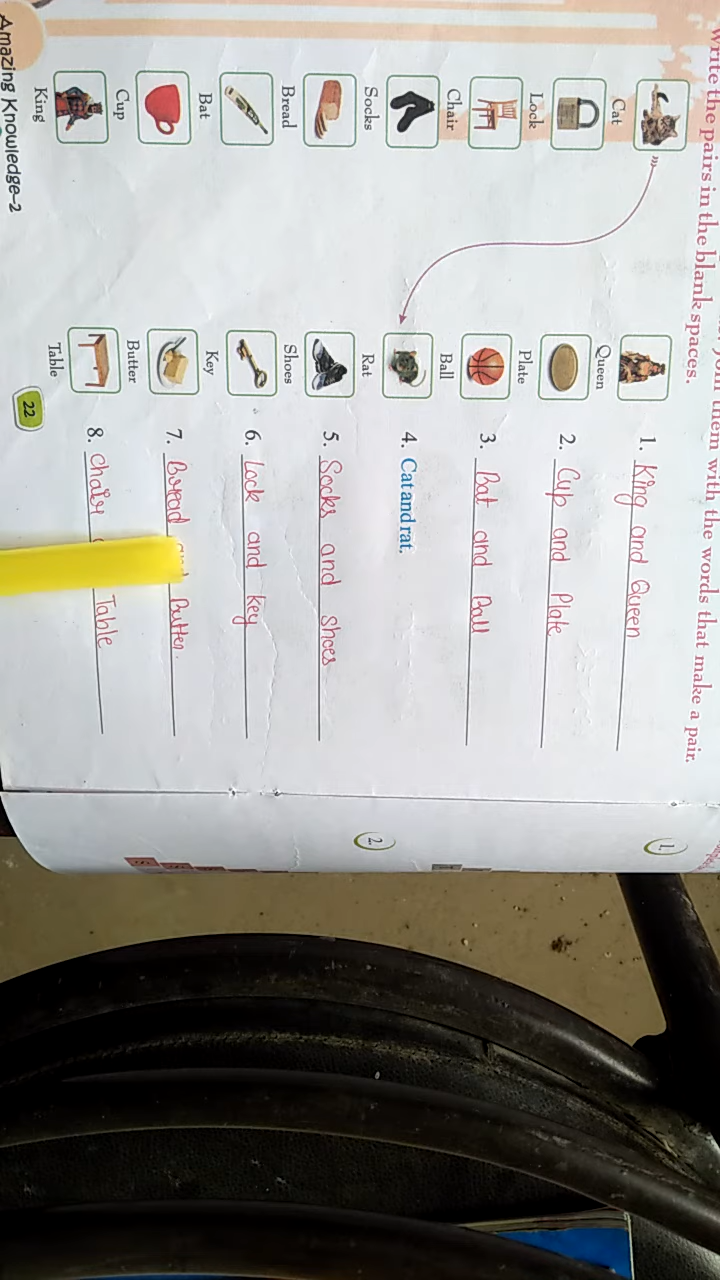 them with the words that make a pair.
write the pairs in the blank spaces.
Cat
Lock
Chair
Socks
Bread
Bat
Cup
King
Queen
Plate
Ball
Rat
Shoes
Key
Butter
Table
1. King and Queen
2. Cup and Plate
3. Bat and Ball
4. Cat and rat.
5. Socks and shoes
6. Lock and key
7. Bread and Butter.
8. Chair Table
Amazing Knowledge-2
22
1.
2.